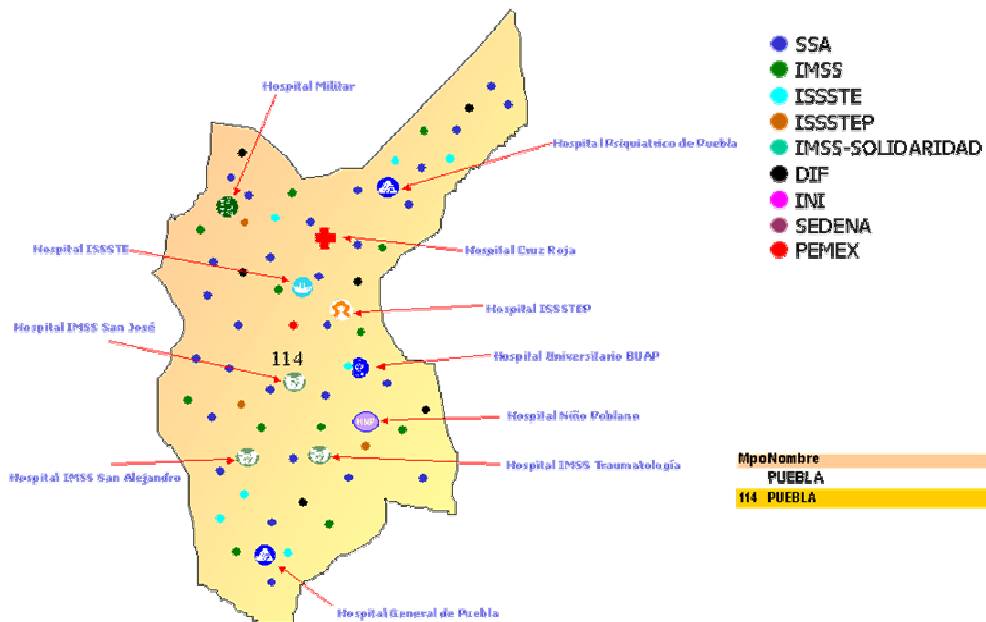 SSA
IMSS
ISSSTE
ISSSTEP
IMSS-SOLIDARIDAD
DIF
INI
SEDENA
PEMEX
Hospital Militar
Hospital Psiquiatrico de Puebla
Hospital ISSSTE
Hospital Cruz Roja
Hospital ISSSTEP
Hospital IMSS San José
114
Hospital Universitario BUAP
HNP
Hospital Niño Poblano
Hospital IMSS San Alejandro
Hospital IMSS Traumatología
Hospital General de Puebla
MpoNombre
PUEBLA
114 PUEBLA